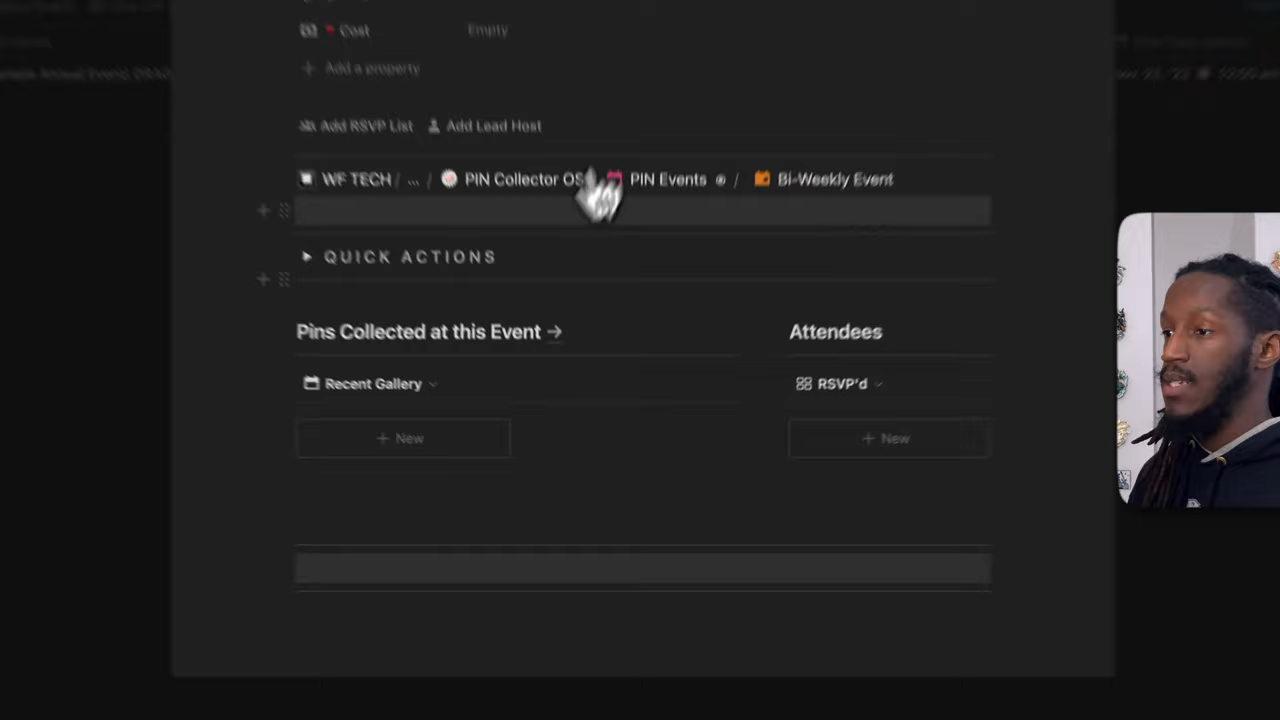 Cost Empty
+ Add a property
Add RSVP List Add Lead Host
WF TECH / ... / PIN Collector OS PIN Events / Bi-Weekly Event
QUICK ACTIONS
Pins Collected at this Event →
Attendees
Recent Gallery
RSVP'd
+ New
+ New